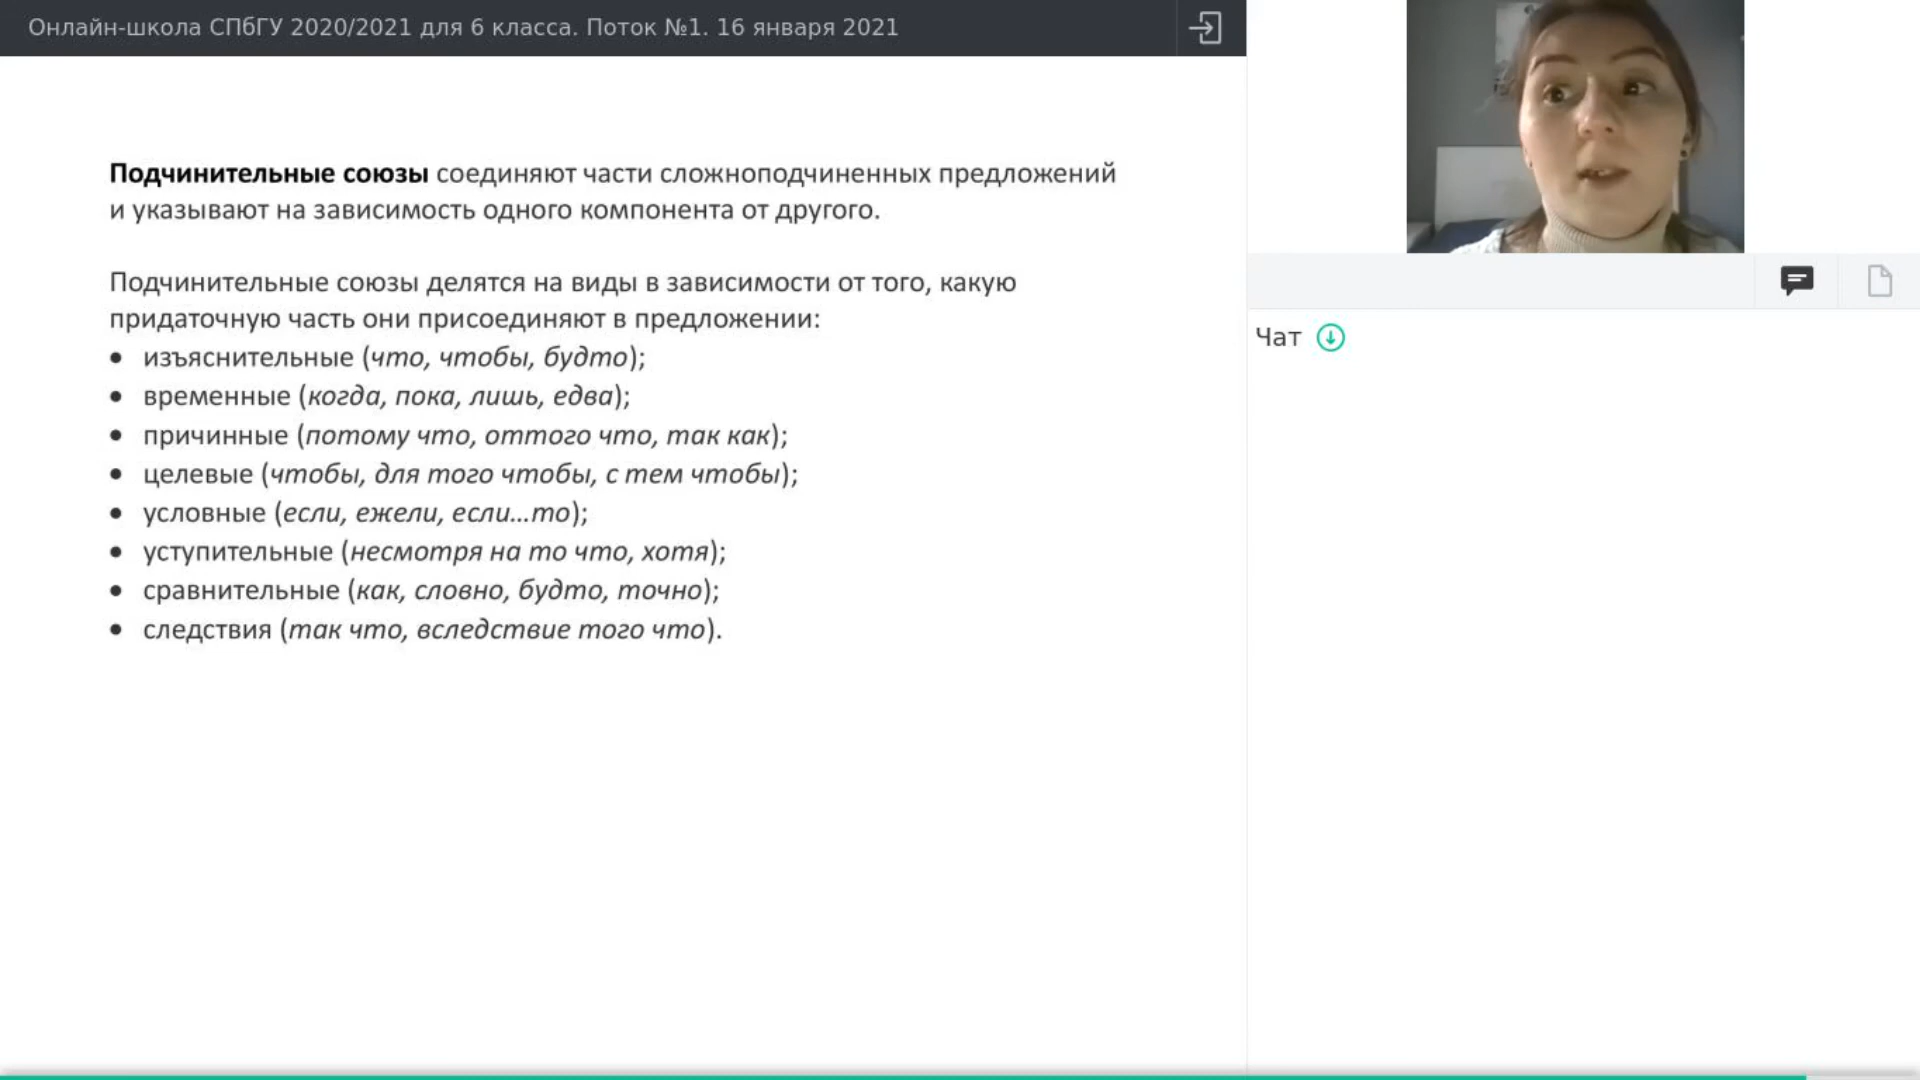 Онлайн-школа СПбГУ 2020/2021 для 6 класса. Поток №1. 16 января 2021
Подчинительные союзы соединяют части сложноподчиненных предложений
и указывают на зависимость одного компонента от другого.
Подчинительные союзы делятся на виды в зависимости от того, какую
придаточную часть они присоединяют в предложении:
• изъяснительные (что, чтобы, будто);
• временные (когда, пока, лишь, едва);
• причинные (потому что, оттого что, так как);
• целевые (чтобы, для того чтобы, с тем чтобы);
• условные (если, ежели, если...то);
• уступительные (несмотря на то что, хотя);
• сравнительные (как, словно, будто, точно);
• следствия (так что, вследствие того что).
Чат